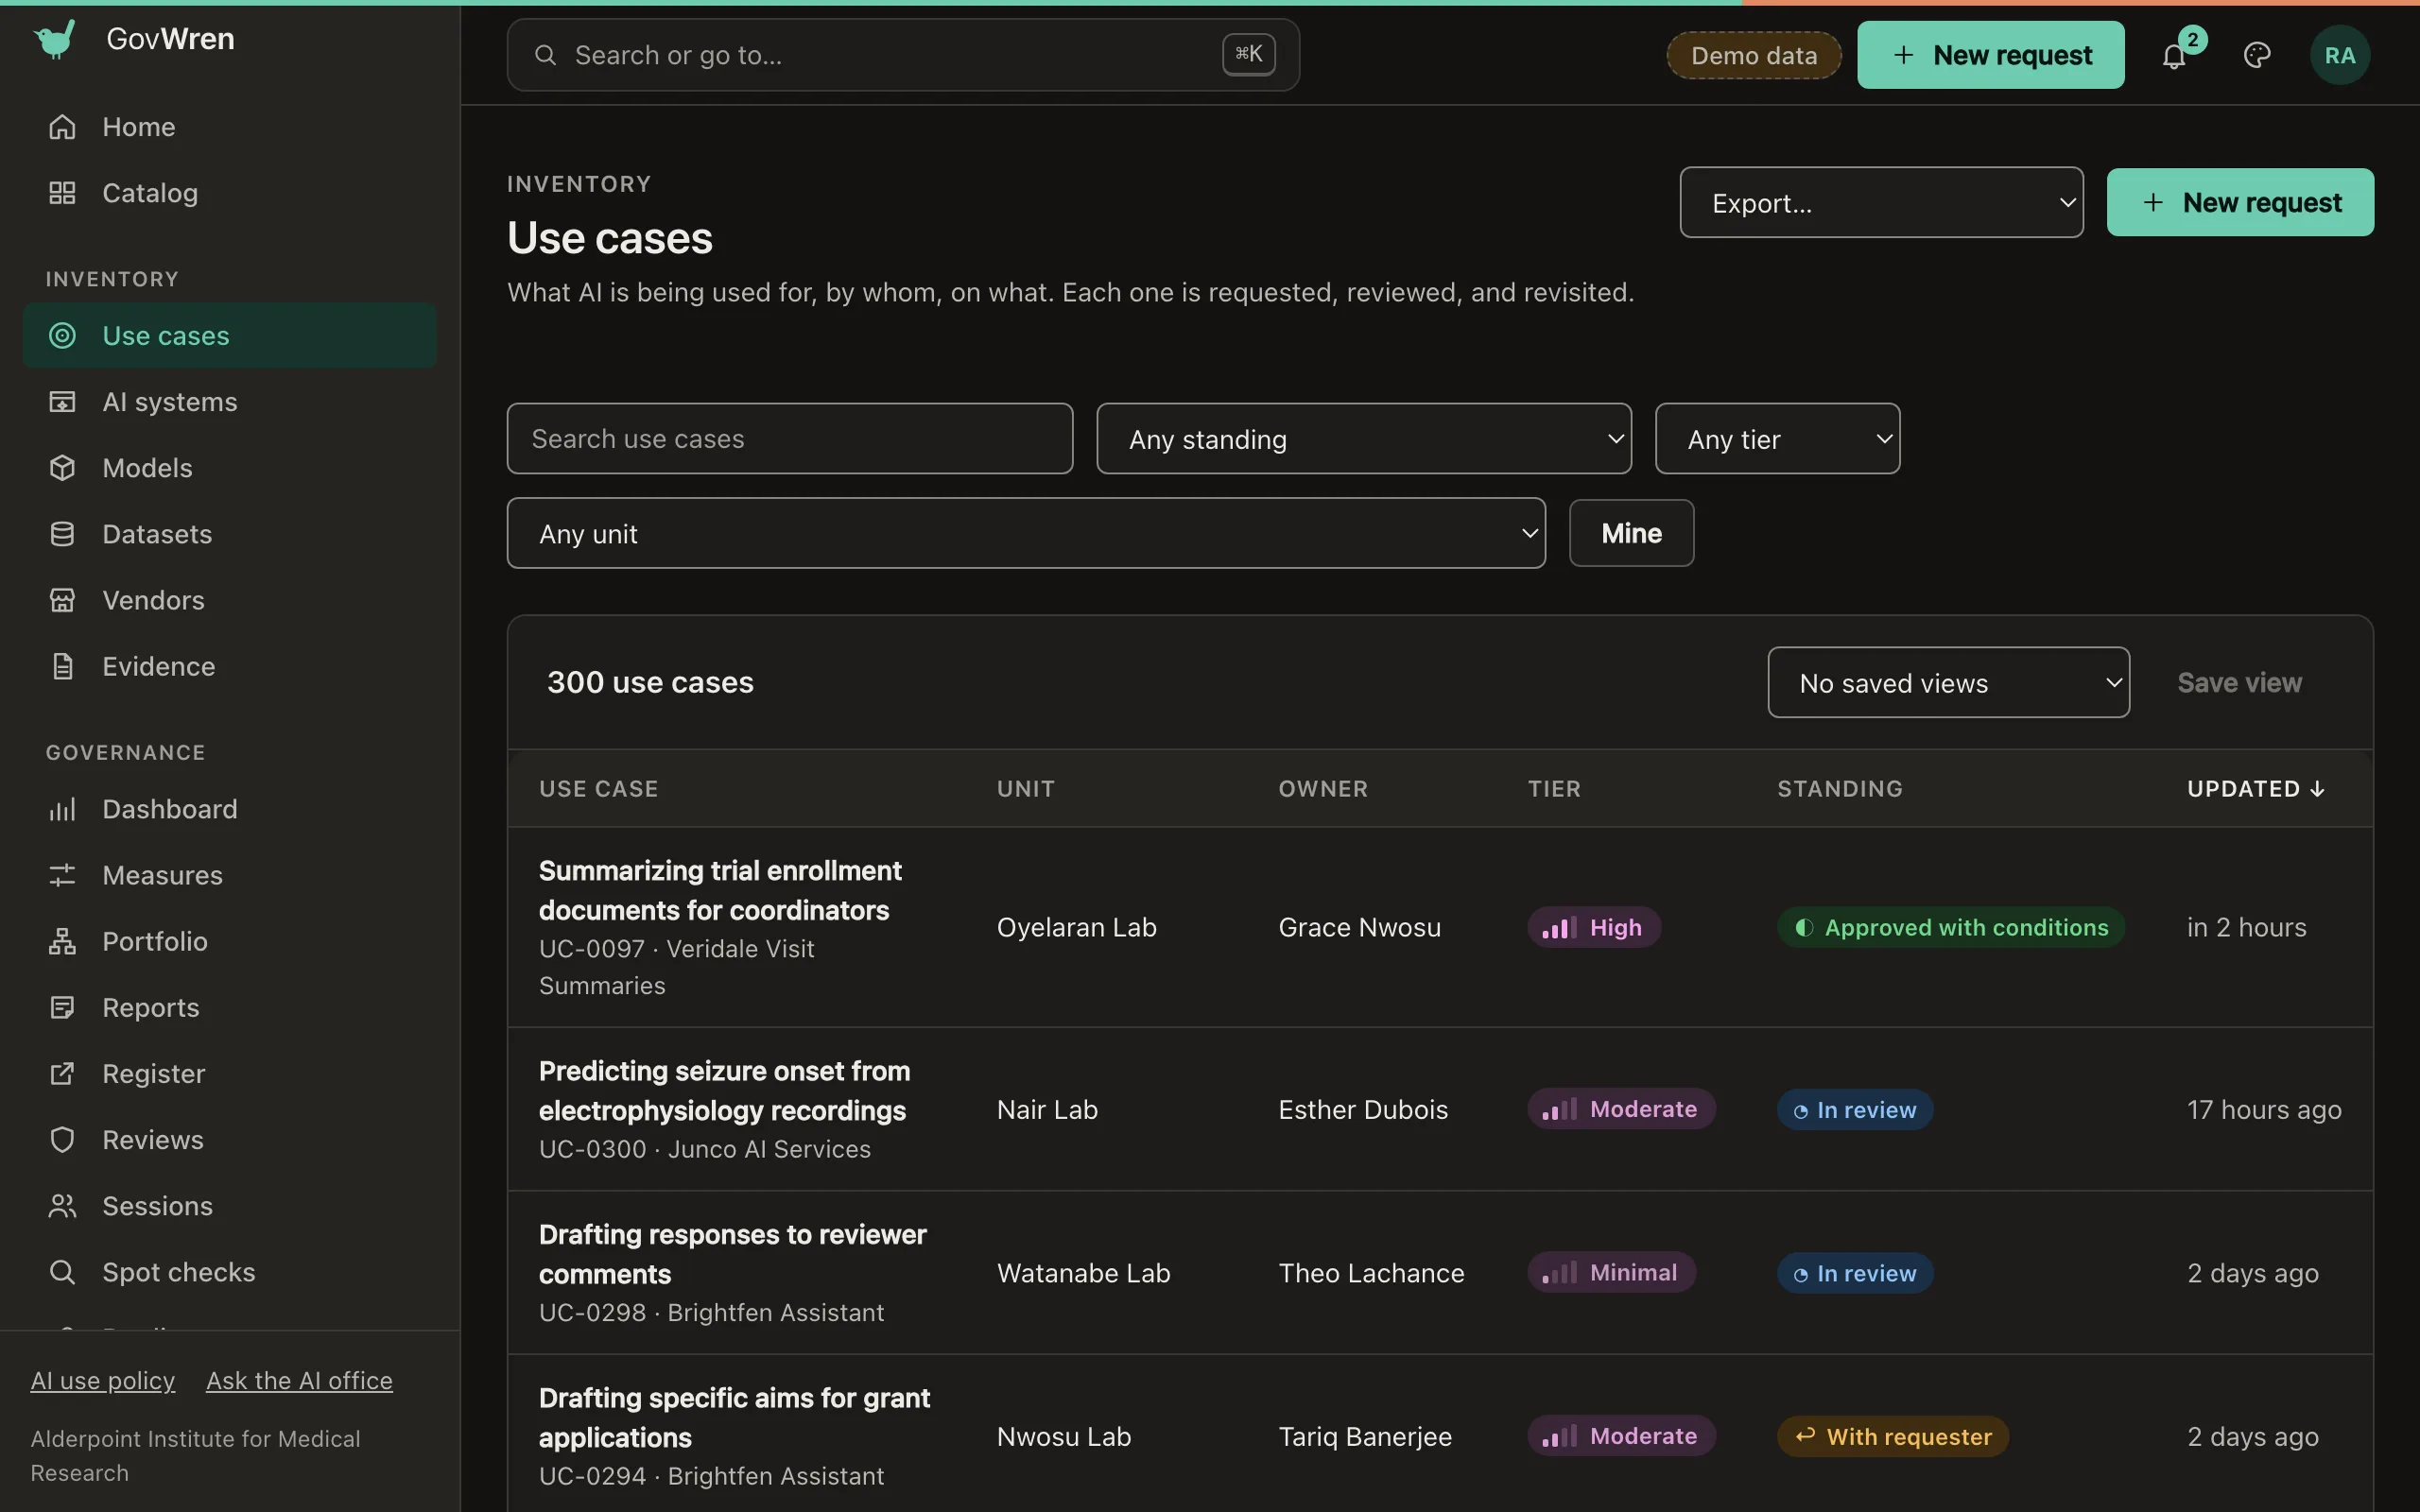 GovWren
Search or go to...
⌘K
Demo data
New request
2
RA
Home
Catalog
INVENTORY
Use cases
AI systems
Models
Datasets
Vendors
Evidence
GOVERNANCE
Dashboard
Measures
Portfolio
Reports
Register
Reviews
Sessions
Spot checks
AI use policy
Ask the AI office
Alderpoint Institute for Medical
Research
INVENTORY
Use cases
What AI is being used for, by whom, on what. Each one is requested, reviewed, and revisited.
Export...
New request
Search use cases
Any standing
Any tier
Any unit
Mine
300 use cases
No saved views
Save view
USE CASE UNIT OWNER TIER STANDING UPDATED ↓
Summarizing trial enrollment
documents for coordinators
UC-0097 · Veridale Visit
Summaries
Oyelaran Lab
Grace Nwosu
High
Approved with conditions
in 2 hours
Predicting seizure onset from
electrophysiology recordings
UC-0300 · Junco AI Services
Nair Lab
Esther Dubois
Moderate
In review
17 hours ago
Drafting responses to reviewer
comments
UC-0298 · Brightfen Assistant
Watanabe Lab
Theo Lachance
Minimal
In review
2 days ago
Drafting specific aims for grant
applications
UC-0294 · Brightfen Assistant
Nwosu Lab
Tariq Banerjee
Moderate
With requester
2 days ago